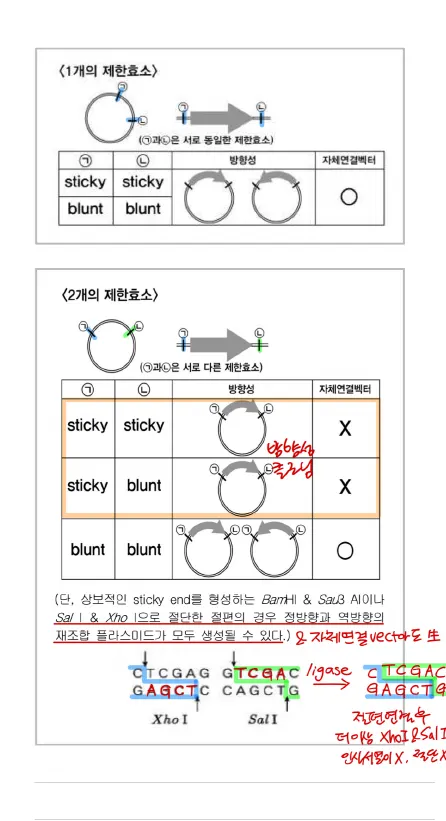 〈1개의 제한효소〉
㉠
㉡
㉠ ㉡
(㉠과㉡은 서로 동일한 제한효소)
㉠ ㉡ 방향성 자체연결벡터
sticky sticky
blunt blunt
○
〈2개의 제한효소〉
㉠ ㉡
㉠ ㉡
(㉠과㉡은 서로 다른 제한효소)
㉠ ㉡ 방향성 자체연결벡터
㉠ ㉡
sticky sticky X
방향성
㉠ ㉡ 존재함
sticky blunt X
㉠ ㉡㉠ ㉡
blunt blunt ○
(단, 상보적인 sticky end를 형성하는 BamHI & Sau3 AI이나
Sal I & Xho I으로 절단한 절편의 경우 정방향과 역방향의
재조합 플라스미드가 모두 생성될 수 있다.) & 자체연결 vector도 生
CTCGAG GTCGAC ligase CTCGAC
GAGCTC CAGCTG → GAGCTG
Xho I Sal I
절편연결후
더이상 XhoI & SalI
인식서열이 X, 절단 X